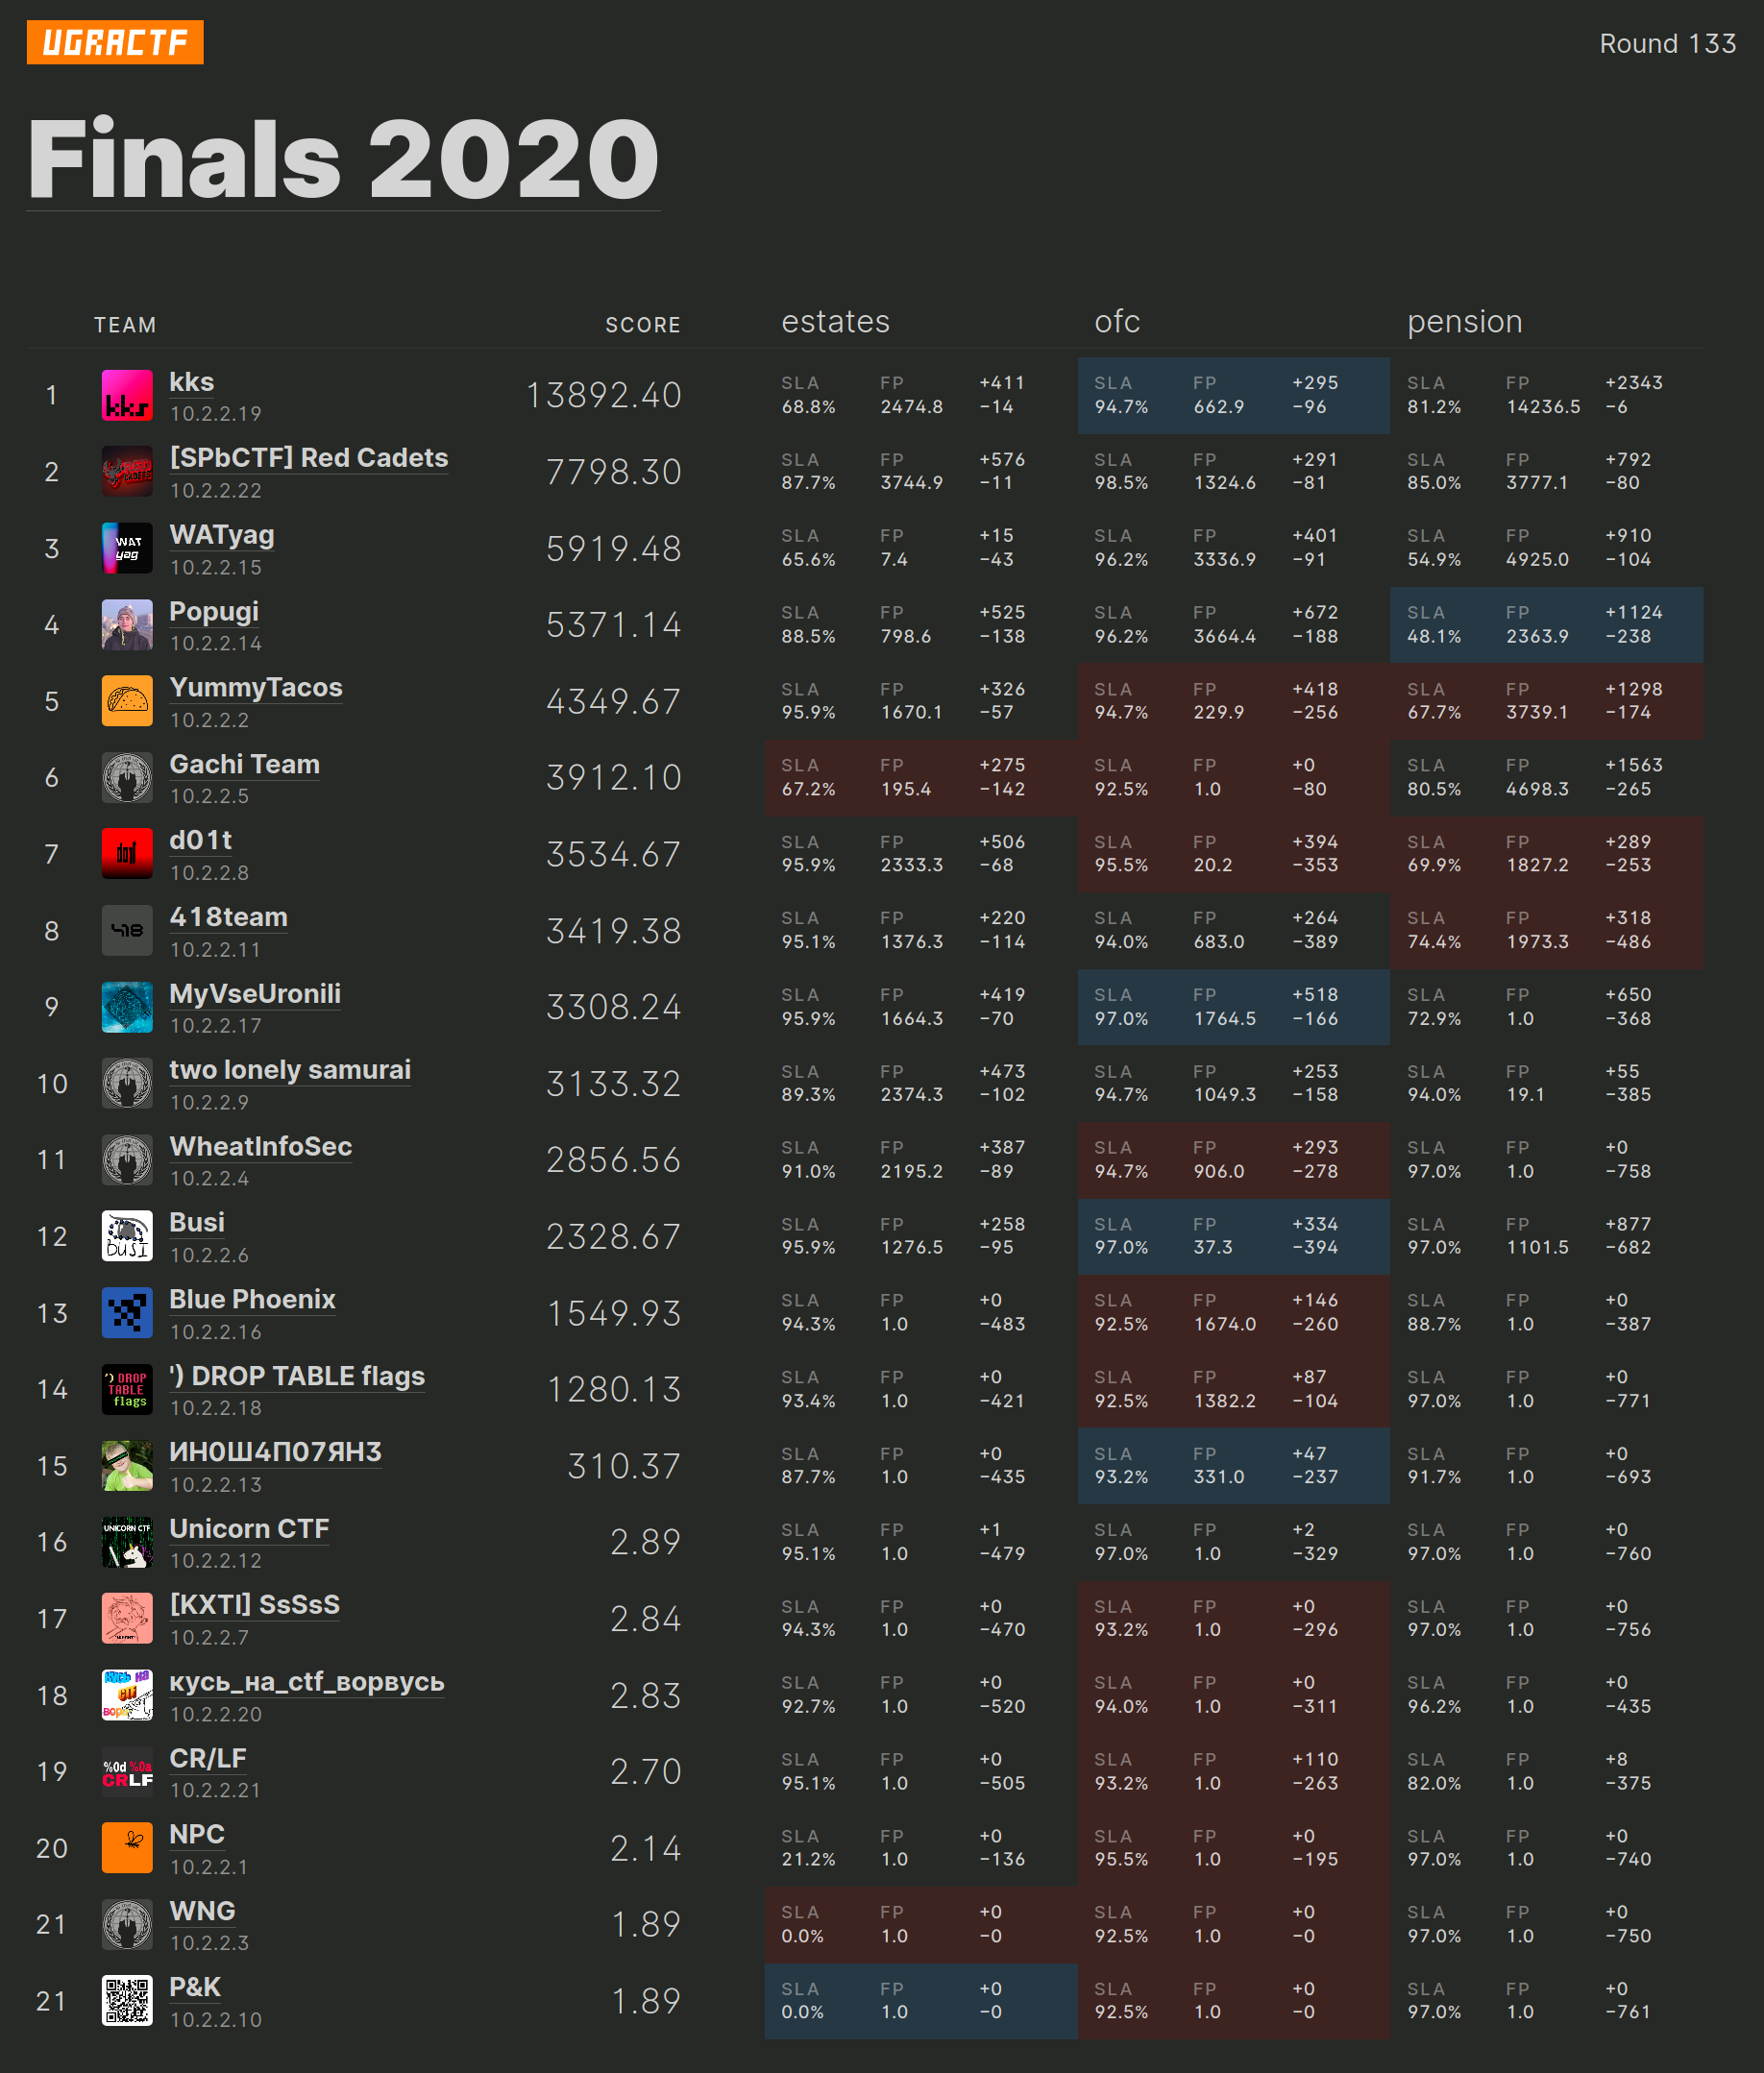 UGRACTF
Round 133
Finals 2020
TEAM SCORE estates ofc pension
1 kks 13892.40 SLA FP +411 SLA FP +295 SLA FP +2343
10.2.2.19 68.8% 2474.8 −14 94.7% 662.9 −96 81.2% 14236.5 −6
2 [SPbCTF] Red Cadets 7798.30 SLA FP +576 SLA FP +291 SLA FP +792
10.2.2.22 87.7% 3744.9 −11 98.5% 1324.6 −81 85.0% 3777.1 −80
3 WAT yag WATyag 5919.48 SLA FP +15 SLA FP +401 SLA FP +910
10.2.2.15 65.6% 7.4 −43 96.2% 3336.9 −91 54.9% 4925.0 −104
4 Popugi 5371.14 SLA FP +525 SLA FP +672 SLA FP +1124
10.2.2.14 88.5% 798.6 −138 96.2% 3664.4 −188 48.1% 2363.9 −238
5 YummyTacos 4349.67 SLA FP +326 SLA FP +418 SLA FP +1298
10.2.2.2 95.9% 1670.1 −57 94.7% 229.9 −256 67.7% 3739.1 −174
6 Gachi Team 3912.10 SLA FP +275 SLA FP +0 SLA FP +1563
10.2.2.5 67.2% 195.4 −142 92.5% 1.0 −80 80.5% 4698.3 −265
7 d01t 3534.67 SLA FP +506 SLA FP +394 SLA FP +289
10.2.2.8 95.9% 2333.3 −68 95.5% 20.2 −353 69.9% 1827.2 −253
8 418 418team 3419.38 SLA FP +220 SLA FP +264 SLA FP +318
10.2.2.11 95.1% 1376.3 −114 94.0% 683.0 −389 74.4% 1973.3 −486
9 MyVseUronili 3308.24 SLA FP +419 SLA FP +518 SLA FP +650
10.2.2.17 95.9% 1664.3 −70 97.0% 1764.5 −166 72.9% 1.0 −368
10 two lonely samurai 3133.32 SLA FP +473 SLA FP +253 SLA FP +55
10.2.2.9 89.3% 2374.3 −102 94.7% 1049.3 −158 94.0% 19.1 −385
11 WheatInfoSec 2856.56 SLA FP +387 SLA FP +293 SLA FP +0
10.2.2.4 91.0% 2195.2 −89 94.7% 906.0 −278 97.0% 1.0 −758
12 BUSI Busi 2328.67 SLA FP +258 SLA FP +334 SLA FP +877
10.2.2.6 95.9% 1276.5 −95 97.0% 37.3 −394 97.0% 1101.5 −682
13 Blue Phoenix 1549.93 SLA FP +0 SLA FP +146 SLA FP +0
10.2.2.16 94.3% 1.0 −483 92.5% 1674.0 −260 88.7% 1.0 −387
14 ') DROP TABLE flags ') DROP TABLE flags 1280.13 SLA FP +0 SLA FP +87 SLA FP +0
10.2.2.18 93.4% 1.0 −421 92.5% 1382.2 −104 97.0% 1.0 −771
15 ИН0Ш4П07ЯН3 310.37 SLA FP +0 SLA FP +47 SLA FP +0
10.2.2.13 87.7% 1.0 −435 93.2% 331.0 −237 91.7% 1.0 −693
16 UNICORN CTF Unicorn CTF 2.89 SLA FP +1 SLA FP +2 SLA FP +0
10.2.2.12 95.1% 1.0 −479 97.0% 1.0 −329 97.0% 1.0 −760
17 [KXTI] SsSsS 2.84 SLA FP +0 SLA FP +0 SLA FP +0
10.2.2.7 94.3% 1.0 −470 93.2% 1.0 −296 97.0% 1.0 −756
18 кусь_на_ctf_ворвусь 2.83 SLA FP +0 SLA FP +0 SLA FP +0
10.2.2.20 92.7% 1.0 −520 94.0% 1.0 −311 96.2% 1.0 −435
19 %0d %0a CRLF CR/LF 2.70 SLA FP +0 SLA FP +110 SLA FP +8
10.2.2.21 95.1% 1.0 −505 93.2% 1.0 −263 82.0% 1.0 −375
20 NPC 2.14 SLA FP +0 SLA FP +0 SLA FP +0
10.2.2.1 21.2% 1.0 −136 95.5% 1.0 −195 97.0% 1.0 −740
21 WNG 1.89 SLA FP +0 SLA FP +0 SLA FP +0
10.2.2.3 0.0% 1.0 −0 92.5% 1.0 −0 97.0% 1.0 −750
21 P&K 1.89 SLA FP +0 SLA FP +0 SLA FP +0
10.2.2.10 0.0% 1.0 −0 92.5% 1.0 −0 97.0% 1.0 −761